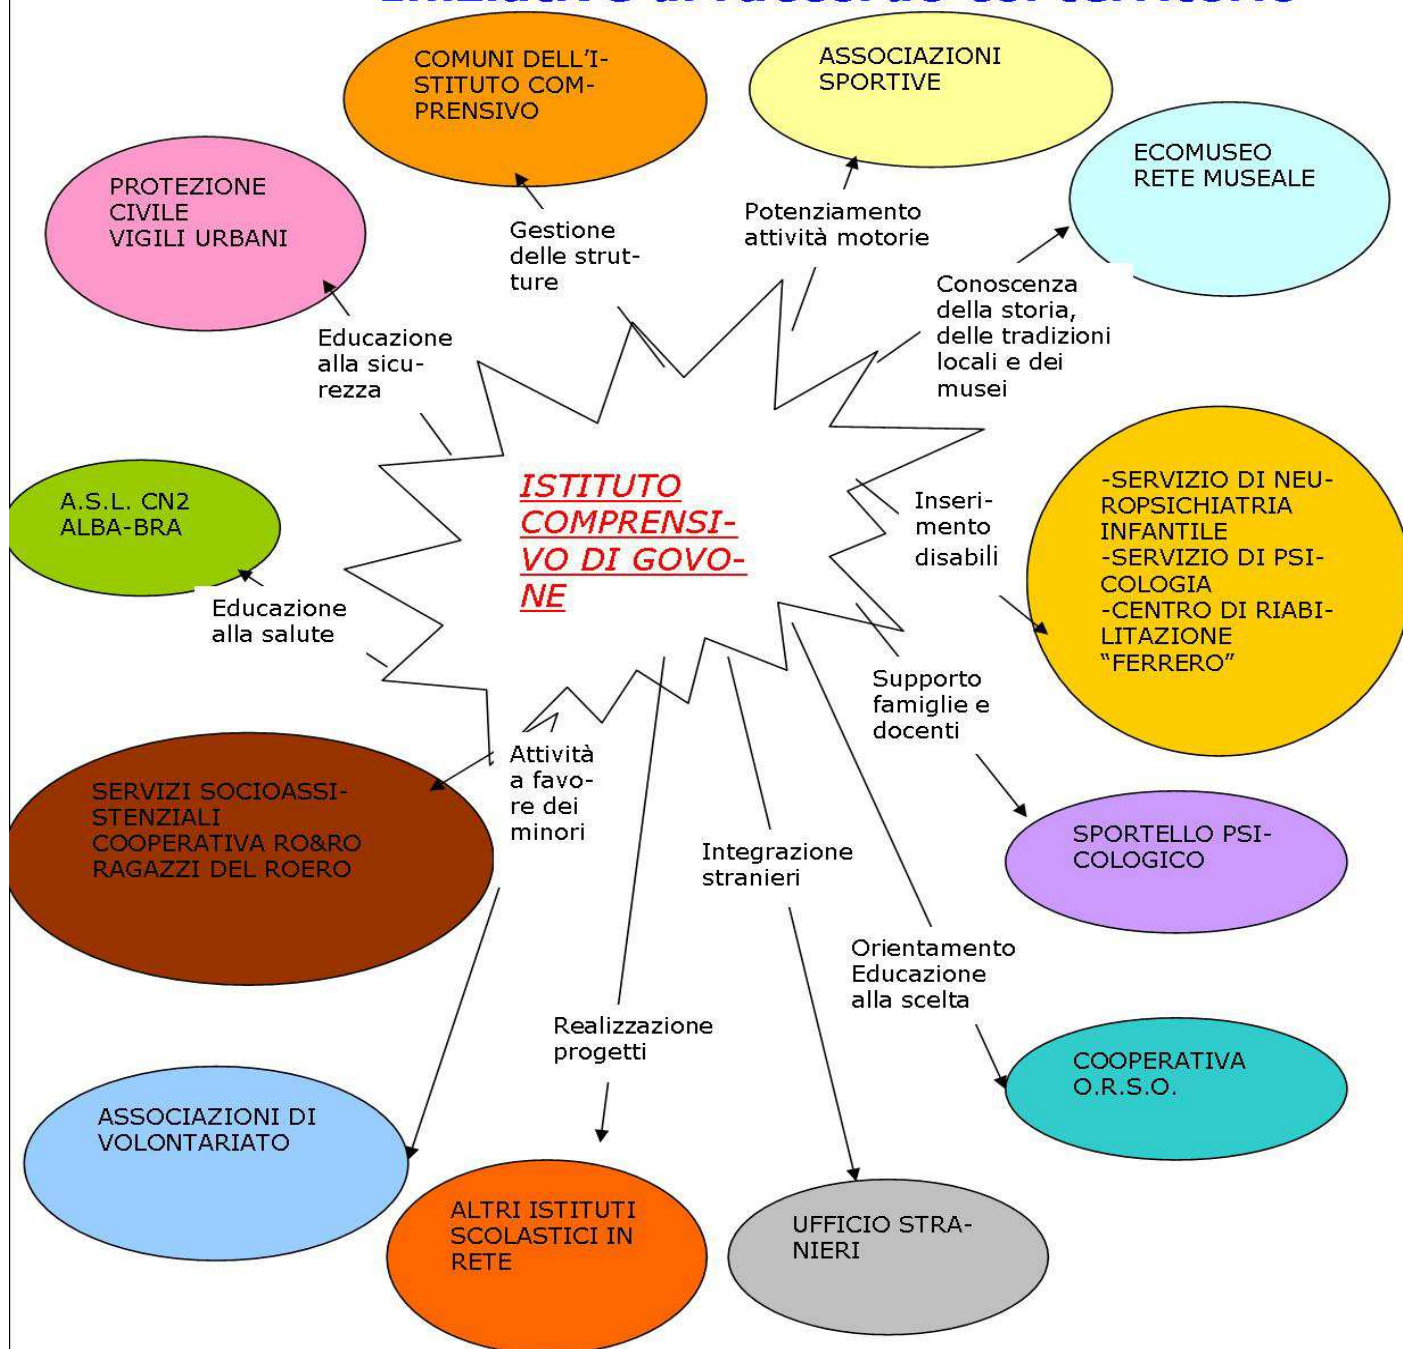 Iniziative di raccordo col territorio
COMUNI DELL'I-
STITUTO COM-
PRENSIVO
ASSOCIAZIONI
SPORTIVE
ECOMUSEO
RETE MUSEALE
PROTEZIONE
CIVILE
VIGILI URBANI
Gestione
delle strut-
ture
Potenziamento
attività motorie
Conoscenza
della storia,
delle tradizioni
locali e dei
musei
Educazione
alla sicu-
rezza
A.S.L. CN2
ALBA-BRA
ISTITUTO
COMPRENSI-
VO DI GOVO-
NE
Inseri-
mento
disabili
-SERVIZIO DI NEU-
ROPSICHIATRIA
INFANTILE
-SERVIZIO DI PSI-
COLOGIA
-CENTRO DI RIABI-
LITAZIONE
“FERRERO”
Educazione
alla salute
Supporto
famiglie e
docenti
SERVIZI SOCIOASSI-
STENZIALI
COOPERATIVA RO&RO
RAGAZZI DEL ROERO
Attività
a favo-
re dei
minori
Integrazione
stranieri
SPORTELLO PSI-
COLOGICO
Orientamento
Educazione
alla scelta
Realizzazione
progetti
COOPERATIVA
O.R.S.O.
ASSOCIAZIONI DI
VOLONTARIATO
ALTRI ISTITUTI
SCOLASTICI IN
RETE
UFFICIO STRA-
NIERI